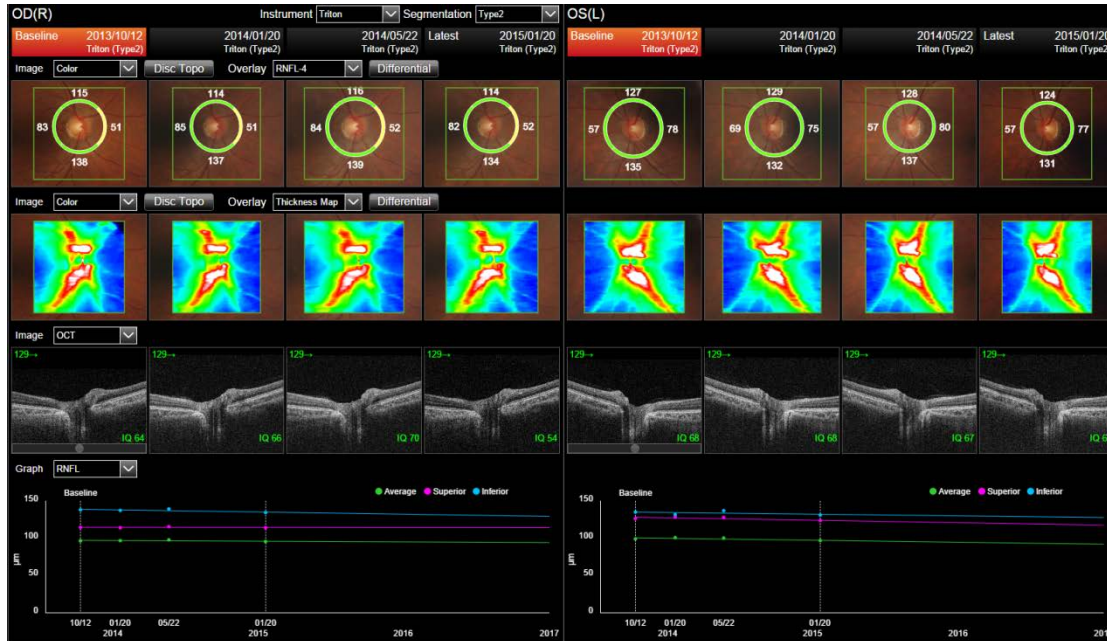 OD(R) Instrument Triton Segmentation Type2
Baseline 2013/10/12 Triton (Type2)
2014/01/20 Triton (Type2)
2014/05/22 Triton (Type2)
Latest 2015/01/20 Triton (Type2)
Image Color Disc Topo Overlay RNFL-4 Differential
115 114 116 114
83 51 85 51 84 52 82 52
138 137 139 134
Image Color Disc Topo Overlay Thickness Map Differential
Image OCT
129→ 129→ 129→ 129→
IQ 64 IQ 66 IQ 70 IQ 54
Graph RNFL
Baseline Average Superior Inferior
150
100
µm
50
0
10/12 01/20 05/22 01/20
2014 2015 2016 2017
OS(L)
Baseline 2013/10/12 Triton (Type2)
2014/01/20 Triton (Type2)
2014/05/22 Triton (Type2)
Latest 2015/01/20 Triton (Type2)
127 129 128 124
57 78 69 75 57 80 57 77
135 132 137 131
129→ 129→ 129→ 129→
IQ 68 IQ 68 IQ 67
Baseline Average Superior Inferior
150
100
µm
50
0
10/12 01/20 05/22 01/20
2014 2015 2016